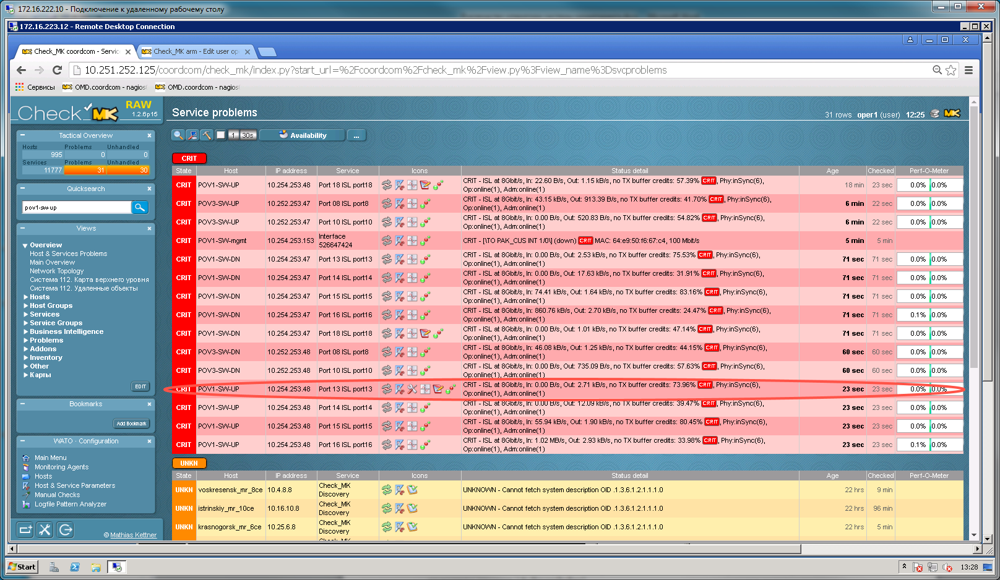 172.16.222.10 - Подключение к удаленному рабочему столу
172.16.223.12 - Remote Desktop Connection
Check_MK coordcom - Servic
Check_MK arm - Edit user op
10.251.252.125/coordcom/check_mk/index.py?start_url=%2Fcoordcom%2Fcheck_mk%2Fview.py%3Fview_name%3Dsvcproblems
Сервисы
OMD.coordcom - nagios
OMD.coordcom - nagios
Check MK RAW
1.2.6p15
Service problems
31 rows oper1 (user) 12:25
Tactical Overview
Hosts Problems Unhandled
995 0 0
Services Problems Unhandled
11777 31 30
Quicksearch
pov1-sw-up
Views
Overview
Host & Services Problems
Main Overview
Network Topology
Система 112. Карта верхнего уровня
Система 112. Удаленные объекты
Hosts
Host Groups
Services
Service Groups
Business Intelligence
Problems
Addons
Inventory
Other
Карты
EDIT
Bookmarks
Add Bookmark
WATO · Configuration
Main Menu
Monitoring Agents
Hosts
Host & Service Parameters
Manual Checks
Logfile Pattern Analyzer
© Mathias Kettner
1 30s Availability ...
CRIT
State Host IP address Service Icons Status detail Age Checked Perf-O-Meter
CRIT POV1-SW-UP 10.254.253.48 Port 18 ISL port18 CRIT - ISL at 8Gbit/s, In: 22.60 B/s, Out: 1.15 kB/s, no TX buffer credits: 57.39% CRIT, Phy:inSync(6), 18 min 23 sec 0.0% 0.0%
Op:online(1), Adm:online(1)
CRIT POV3-SW-UP 10.252.253.47 Port 08 ISL port8 CRIT - ISL at 8Gbit/s, In: 43.15 kB/s, Out: 913.39 B/s, no TX buffer credits: 41.70% CRIT, Phy:inSync(6), 6 min 22 sec 0.0% 0.0%
Op:online(1), Adm:online(1)
CRIT POV3-SW-UP 10.252.253.47 Port 10 ISL port10 CRIT - ISL at 8Gbit/s, In: 0.00 B/s, Out: 520.83 B/s, no TX buffer credits: 54.82% CRIT, Phy:inSync(6), 6 min 22 sec 0.0% 0.0%
Op:online(1), Adm:online(1)
CRIT POV1-SW-mgmt 10.254.253.153 Interface 526647424 CRIT - [\TO PAK_CUS INT 1/0\] (down) CRIT MAC: 64:e9:50:f6:67:c4, 100 Mbit/s 5 min 5 min
CRIT POV1-SW-DN 10.254.253.47 Port 13 ISL port13 CRIT - ISL at 8Gbit/s, In: 0.00 B/s, Out: 2.53 kB/s, no TX buffer credits: 75.53% CRIT, Phy:inSync(6), 71 sec 71 sec 0.0% 0.0%
Op:online(1), Adm:online(1)
CRIT POV1-SW-DN 10.254.253.47 Port 14 ISL port14 CRIT - ISL at 8Gbit/s, In: 0.00 B/s, Out: 17.63 kB/s, no TX buffer credits: 31.91% CRIT, Phy:inSync(6), 71 sec 71 sec 0.0% 0.0%
Op:online(1), Adm:online(1)
CRIT POV1-SW-DN 10.254.253.47 Port 15 ISL port15 CRIT - ISL at 8Gbit/s, In: 74.41 kB/s, Out: 1.64 kB/s, no TX buffer credits: 83.16% CRIT, Phy:inSync(6), 71 sec 71 sec 0.0% 0.0%
Op:online(1), Adm:online(1)
CRIT POV1-SW-DN 10.254.253.47 Port 16 ISL port16 CRIT - ISL at 8Gbit/s, In: 860.76 kB/s, Out: 2.70 kB/s, no TX buffer credits: 24.47% CRIT, Phy:inSync(6), 71 sec 71 sec 0.1% 0.0%
Op:online(1), Adm:online(1)
CRIT POV1-SW-DN 10.254.253.47 Port 18 ISL port18 CRIT - ISL at 8Gbit/s, In: 0.00 B/s, Out: 1.01 kB/s, no TX buffer credits: 47.14% CRIT, Phy:inSync(6), 71 sec 71 sec 0.0% 0.0%
Op:online(1), Adm:online(1)
CRIT POV3-SW-DN 10.252.253.48 Port 08 ISL port8 CRIT - ISL at 8Gbit/s, In: 46.08 kB/s, Out: 1.25 kB/s, no TX buffer credits: 44.15% CRIT, Phy:inSync(6), 60 sec 60 sec 0.0% 0.0%
Op:online(1), Adm:online(1)
CRIT POV3-SW-DN 10.252.253.48 Port 10 ISL port10 CRIT - ISL at 8Gbit/s, In: 0.00 B/s, Out: 735.09 B/s, no TX buffer credits: 57.63% CRIT, Phy:inSync(6), 60 sec 60 sec 0.0% 0.0%
Op:online(1), Adm:online(1)
CRIT POV1-SW-UP 10.254.253.48 Port 13 ISL port13 CRIT - ISL at 8Gbit/s, In: 0.00 B/s, Out: 2.71 kB/s, no TX buffer credits: 73.96% CRIT, Phy:inSync(6), 23 sec 23 sec 0.0% 0.0%
Op:online(1), Adm:online(1)
CRIT POV1-SW-UP 10.254.253.48 Port 14 ISL port14 CRIT - ISL at 8Gbit/s, In: 0.00 B/s, Out: 12.09 kB/s, no TX buffer credits: 39.47% CRIT, Phy:inSync(6), 23 sec 23 sec 0.0% 0.0%
Op:online(1), Adm:online(1)
CRIT POV1-SW-UP 10.254.253.48 Port 15 ISL port15 CRIT - ISL at 8Gbit/s, In: 55.94 kB/s, Out: 1.90 kB/s, no TX buffer credits: 80.45% CRIT, Phy:inSync(6), 23 sec 23 sec 0.0% 0.0%
Op:online(1), Adm:online(1)
CRIT POV1-SW-UP 10.254.253.48 Port 16 ISL port16 CRIT - ISL at 8Gbit/s, In: 1.02 MB/s, Out: 2.93 kB/s, no TX buffer credits: 33.98% CRIT, Phy:inSync(6), 23 sec 23 sec 0.1% 0.0%
Op:online(1), Adm:online(1)
UNKN
State Host IP address Service Icons Status detail Age Checked Perf-O-Meter
UNKN voskresensk_mr_8ce 10.4.8.8 Check_MK Discovery UNKNOWN - Cannot fetch system description OID .1.3.6.1.2.1.1.1.0 22 hrs 9 min
UNKN istrinskiy_mr_10ce 10.16.10.8 Check_MK Discovery UNKNOWN - Cannot fetch system description OID .1.3.6.1.2.1.1.1.0 22 hrs 96 min
UNKN krasnogorsk_mr_6ce 10.25.6.8 Check_MK Discovery UNKNOWN - Cannot fetch system description OID .1.3.6.1.2.1.1.1.0 22 hrs 5 min
Start
13:28